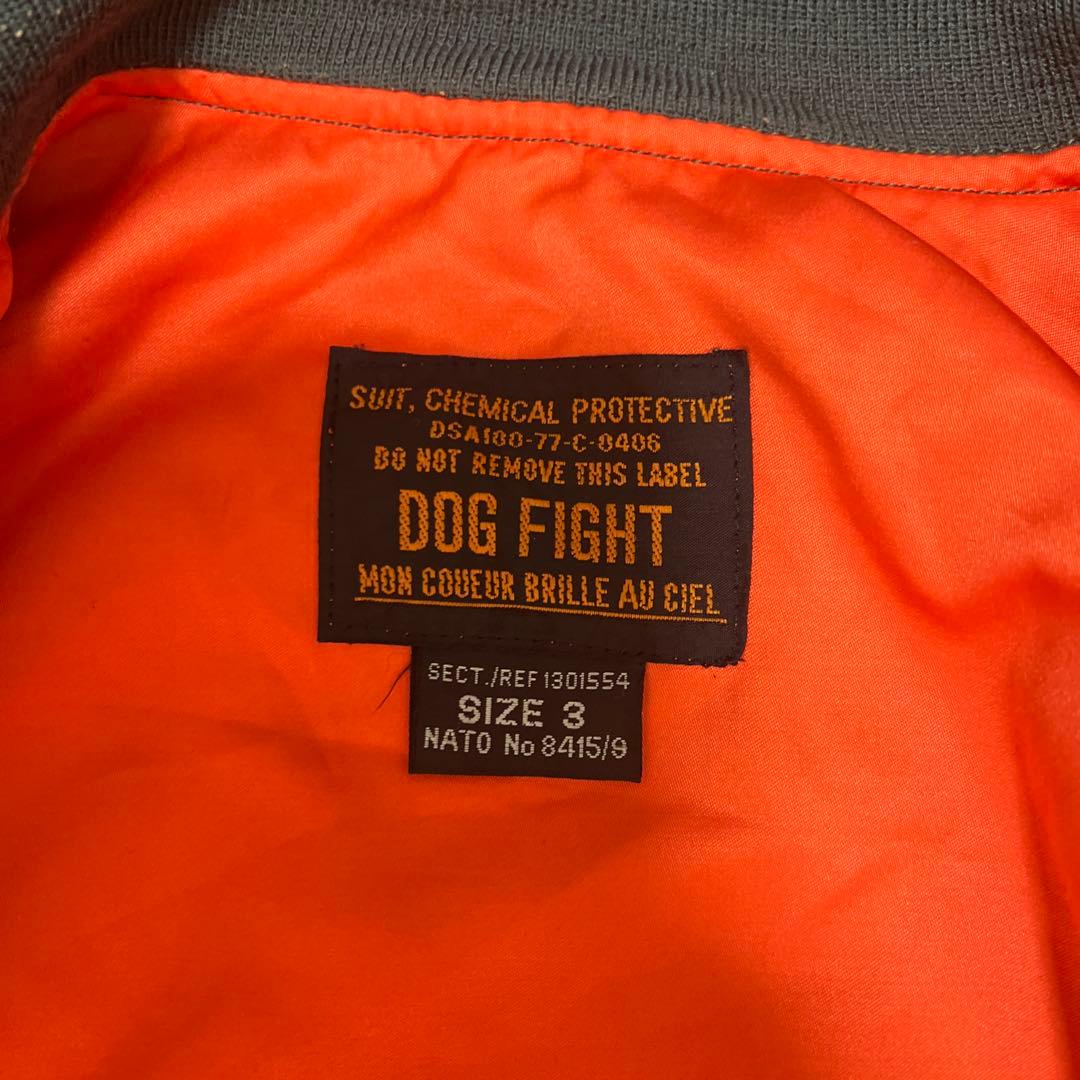 SUIT, CHEMICAL PROTECTIVE
DSA100-77-C-0406
DO NOT REMOVE THIS LABEL
DOG FIGHT
MON COUEUR BRILLE AU CIEL
SECT./REF 1301554
SIZE 3
NATO No 8415/9